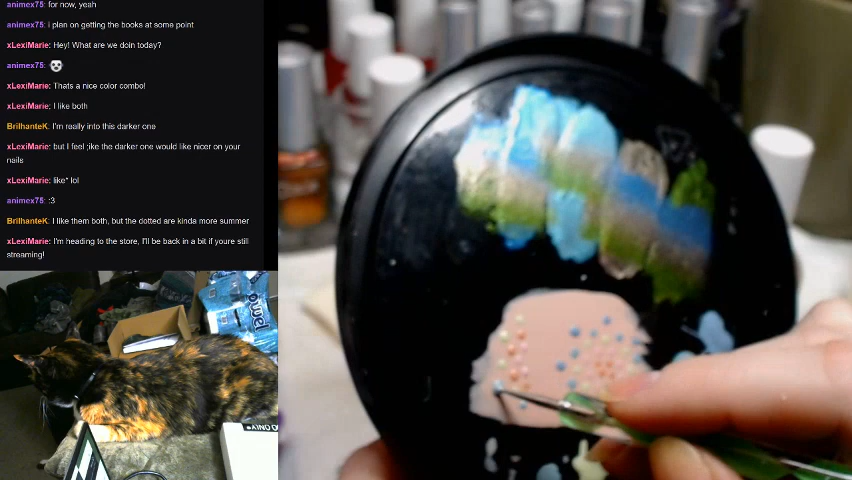 animex75: for now, yeah
animex75: i plan on getting the books at some point
xLexiMarie: Hey! What are we doin today?
animex75:
xLexiMarie: Thats a nice color combo!
xLexiMarie: I like both
BrilhanteK: I'm really into this darker one
xLexiMarie: but I feel ;ike the darker one would like nicer on your
nails
xLexiMarie: like* lol
animex75: :3
BrilhanteK: I like them both, but the dotted are kinda more summer
xLexiMarie: I'm heading to the store, I'll be back in a bit if youre still
streaming!